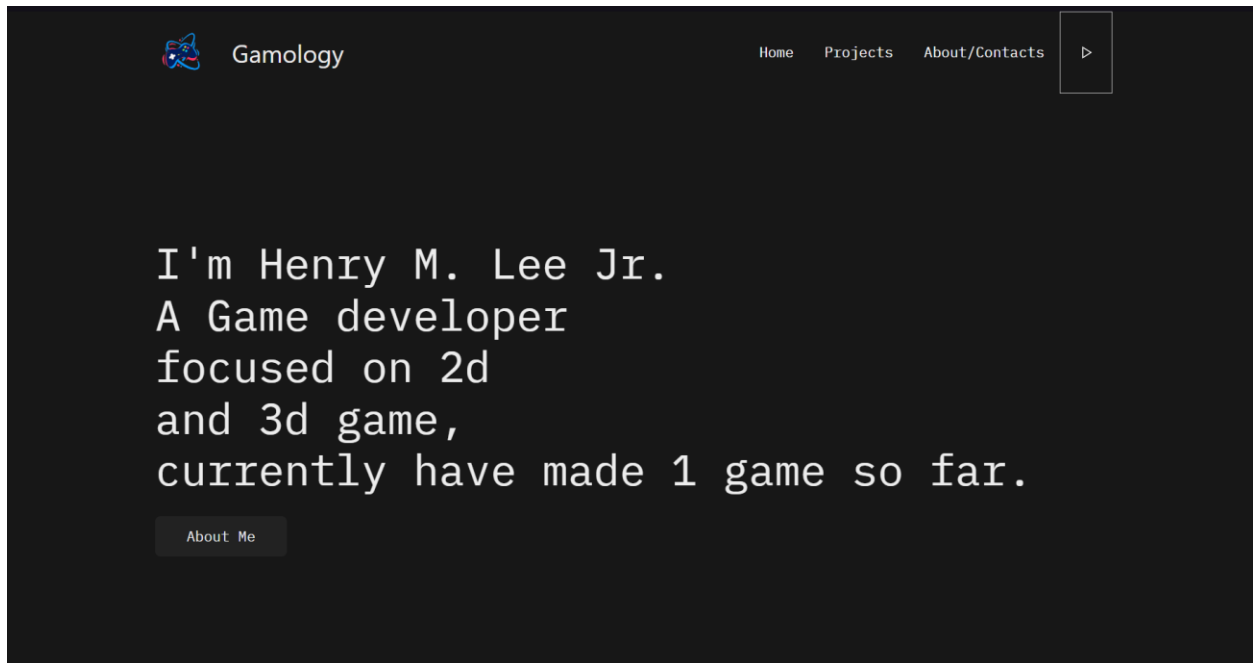 Gamology
Home Projects About/Contacts
I'm Henry M. Lee Jr.
A Game developer
focused on 2d
and 3d game,
currently have made 1 game so far.
About Me